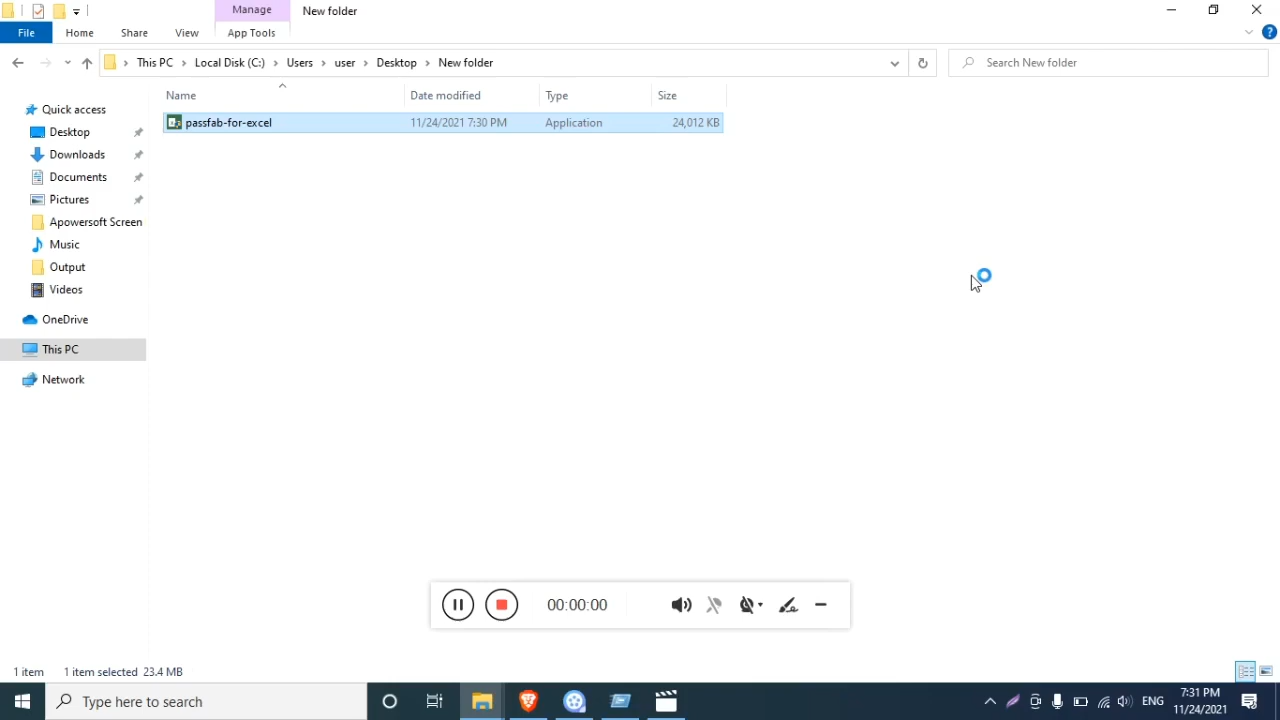 Manage
New folder
File
Home
Share
View
App Tools
This PC
Local Disk (C:)
Users
user
Desktop
New folder
Search New folder
Name
Date modified
Type
Size
passfab-for-excel
11/24/2021 7:30 PM
Application
24,012 KB
Quick access
Desktop
Downloads
Documents
Pictures
Apowersoft Screen
Music
Output
Videos
OneDrive
This PC
Network
00:00:00
1 item
1 item selected 23.4 MB
Type here to search
ENG
7:31 PM
11/24/2021